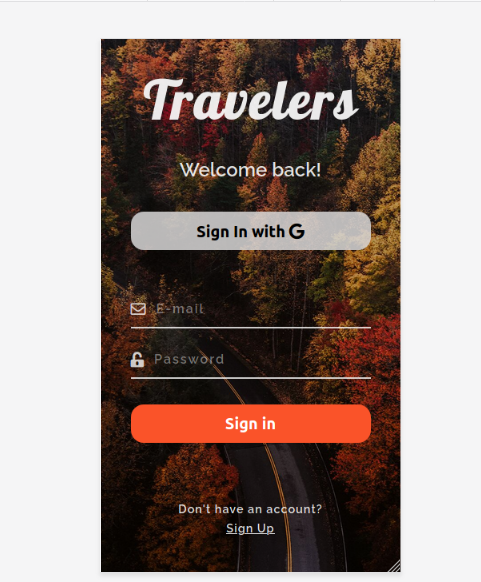 Travelers
Welcome back!
Sign In with G
E-mail
Password
Sign in
Don't have an account?
Sign Up